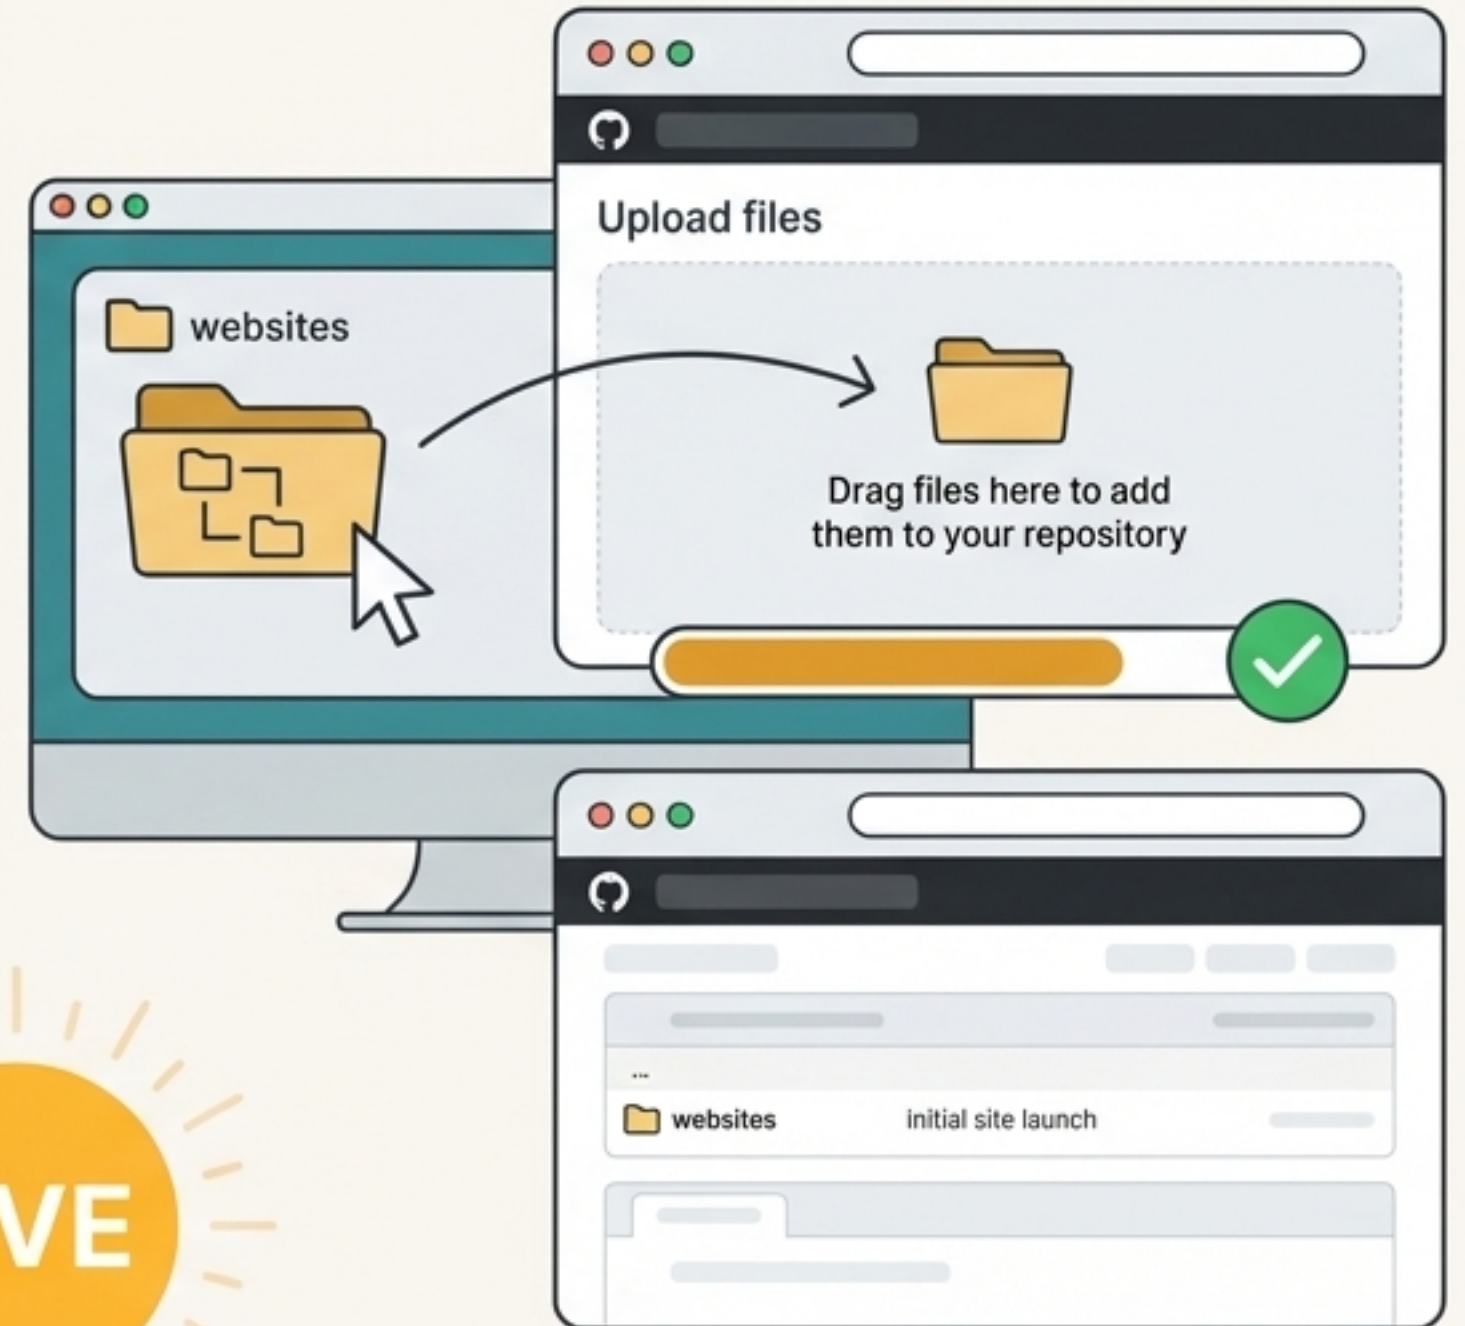 Upload files
websites
Drag files here to add
them to your repository
...
websites initial site launch
VE